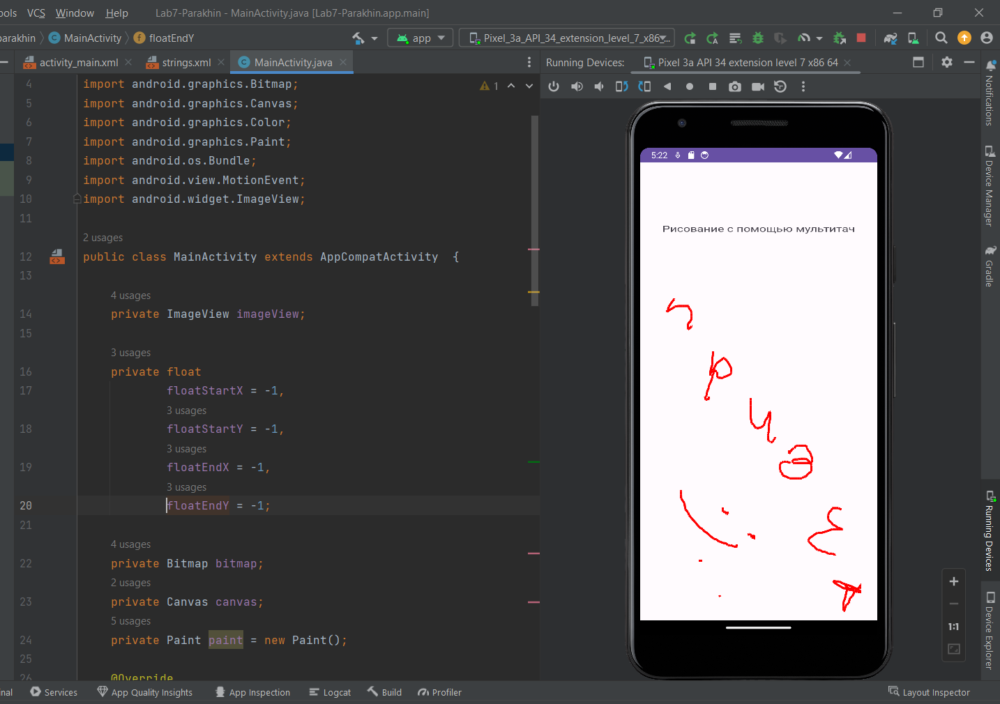 ools VCS Window Help Lab7-Parakhin - MainActivity.java [Lab7-Parakhin.app.main]
parakhin MainActivity floatEndY app Pixel_3a_API_34_extension_level_7_x86_...
activity_main.xml strings.xml MainActivity.java Running Devices: Pixel 3a API 34 extension level 7 x86 64
4 import android.graphics.Bitmap;
1
5 import android.graphics.Canvas;
6 import android.graphics.Color;
7 import android.graphics.Paint;
8 import android.os.Bundle;
9 import android.view.MotionEvent;
10 import android.widget.ImageView;
11
2 usages
12 public class MainActivity extends AppCompatActivity {
13
4 usages
14 private ImageView imageView;
15
3 usages
16 private float
17 floatStartX = -1,
3 usages
18 floatStartY = -1,
3 usages
19 floatEndX = -1,
3 usages
20 floatEndY = -1;
21
4 usages
22 private Bitmap bitmap;
2 usages
23 private Canvas canvas;
5 usages
24 private Paint paint = new Paint();
25
26 @Override
5:22
Рисование с помощью мультитач
1:1
Notifications
Device Manager
Gradle
Running Devices
Device Explorer
nal Services App Quality Insights App Inspection Logcat Build Profiler Layout Inspector